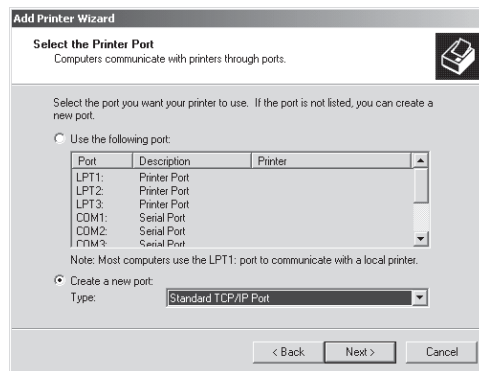 Add Printer Wizard
Select the Printer Port
Computers communicate with printers through ports.
Select the port you want your printer to use. If the port is not listed, you can create a
new port.
Use the following port:
Port Description Printer
LPT1: Printer Port
LPT2: Printer Port
LPT3: Printer Port
COM1: Serial Port
COM2: Serial Port
COM3: Serial Port
Note: Most computers use the LPT1: port to communicate with a local printer.
Create a new port:
Type: Standard TCP/IP Port
< Back Next > Cancel